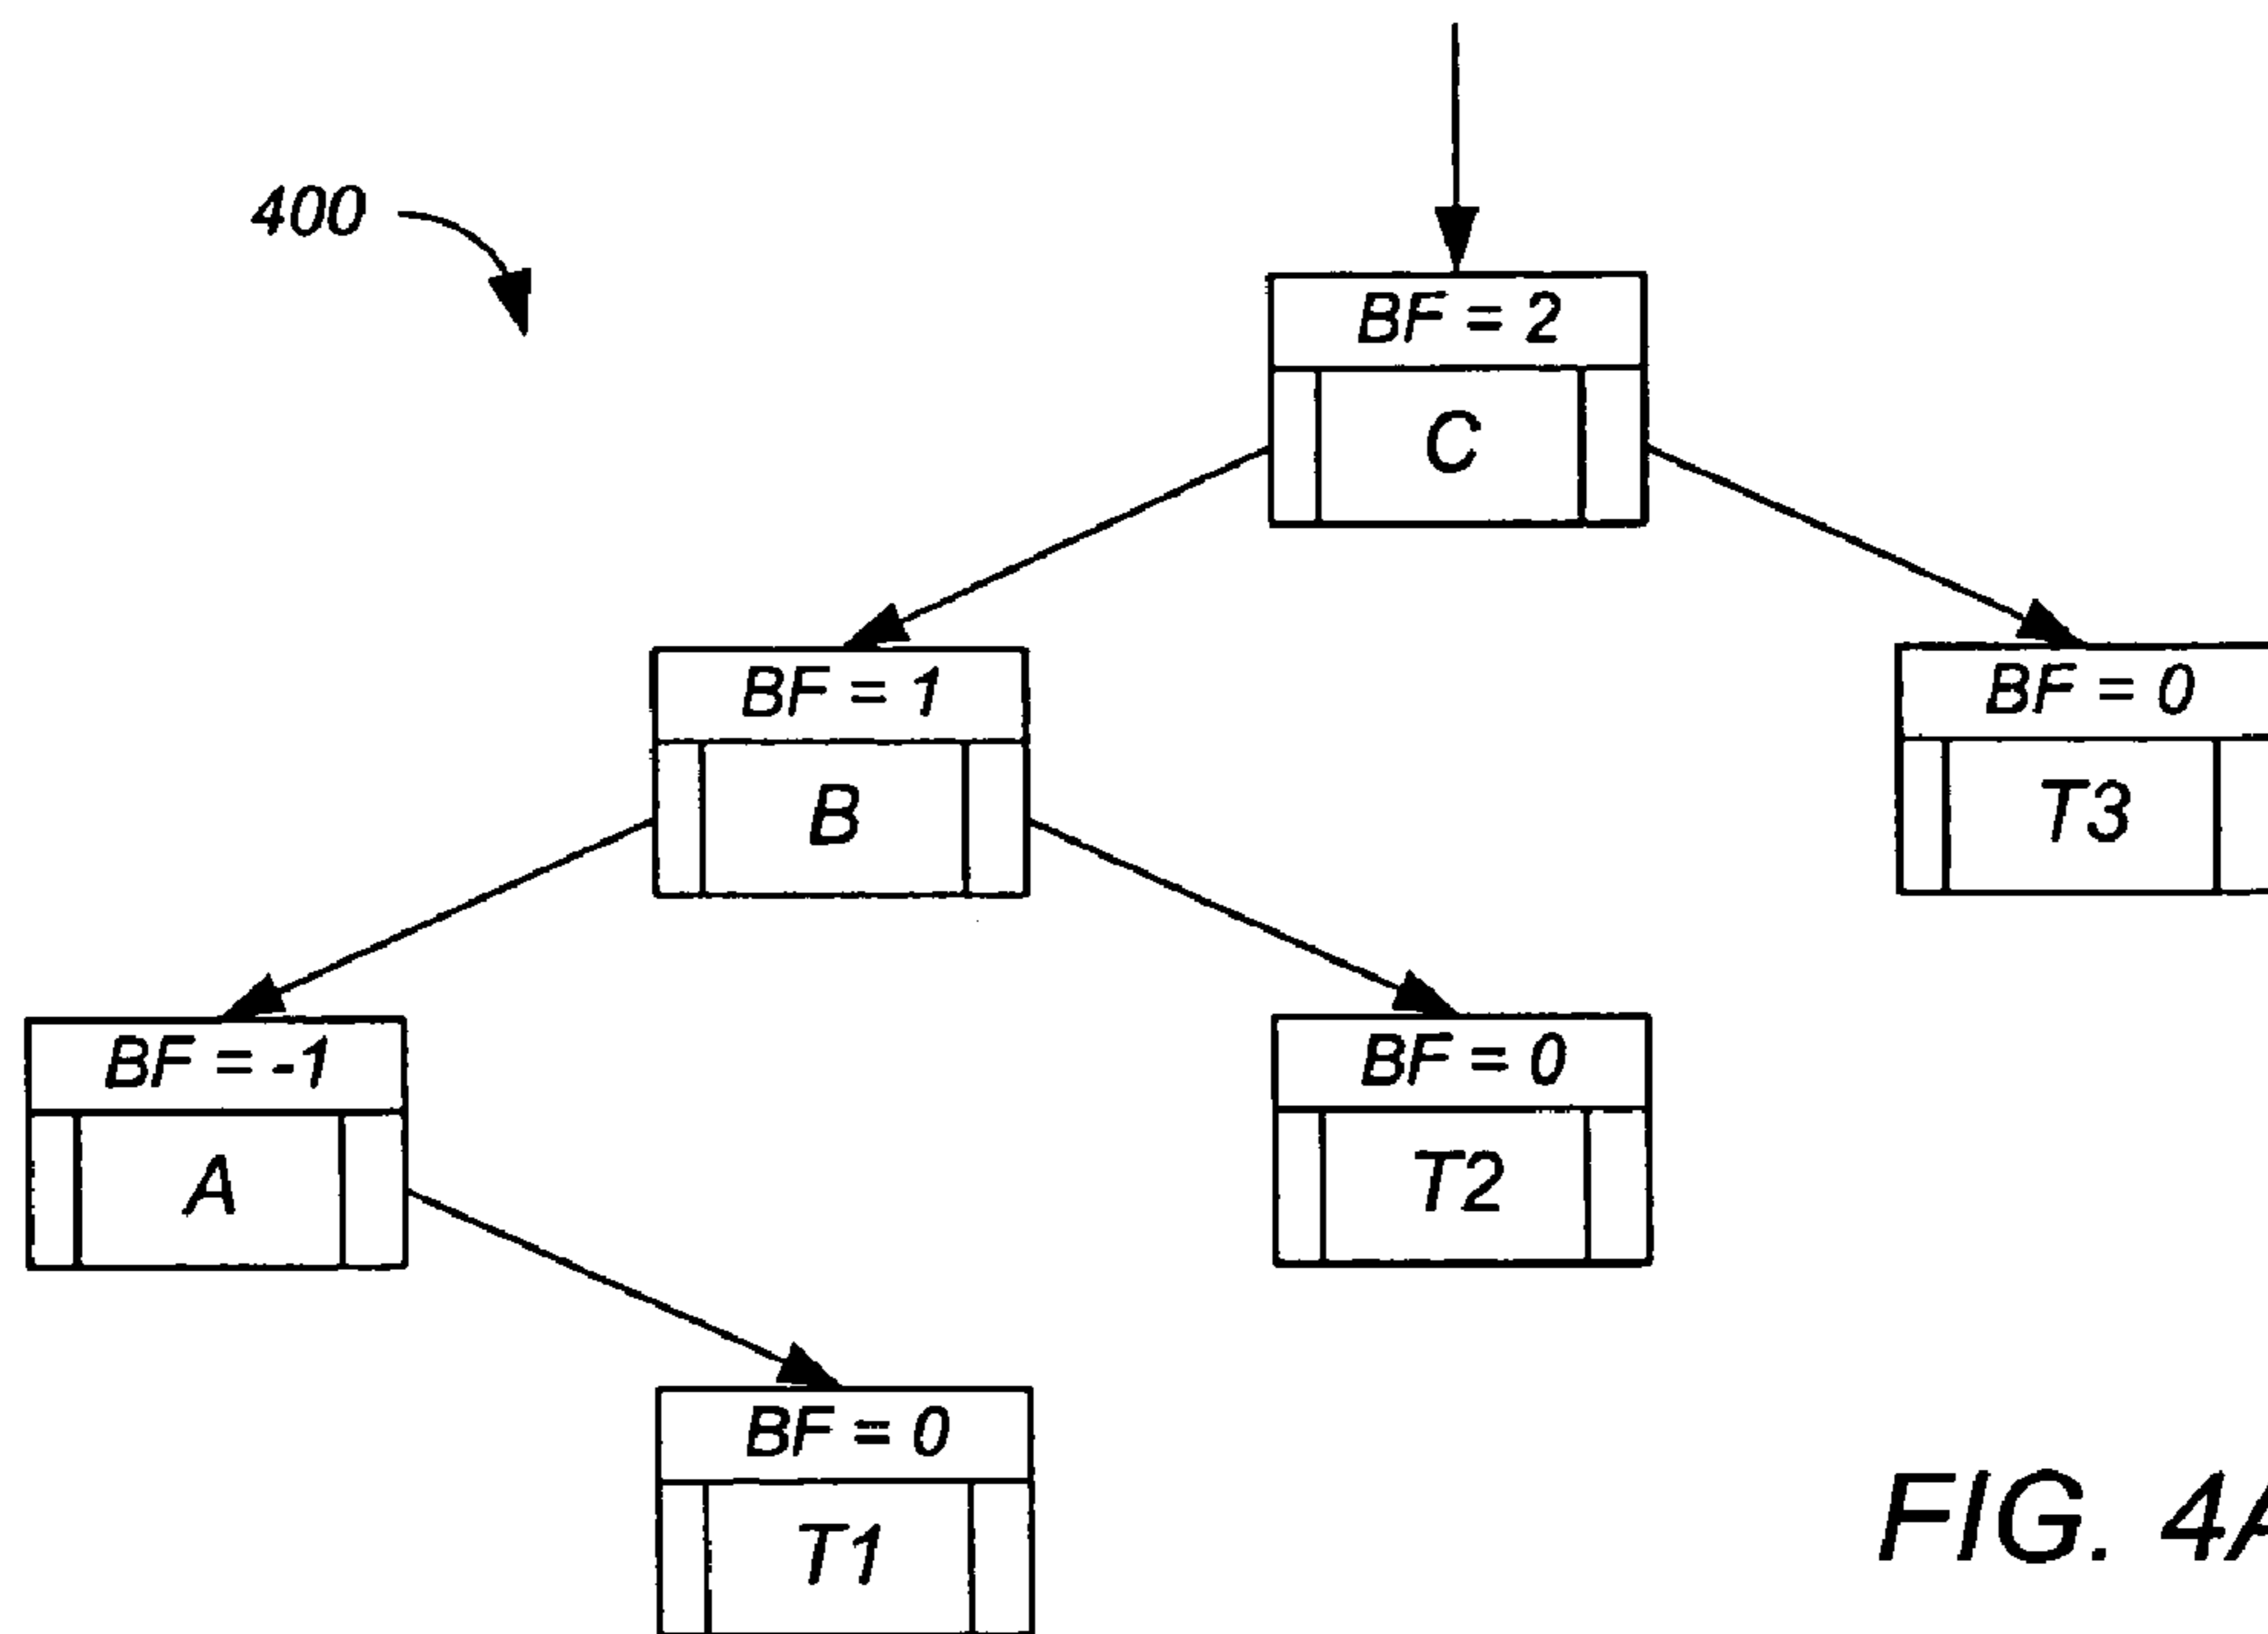 400
BF = 2
C
BF = 1
B
BF = 0
T3
BF = -1
A
BF = 0
T2
BF = 0
T1
FIG. 4A